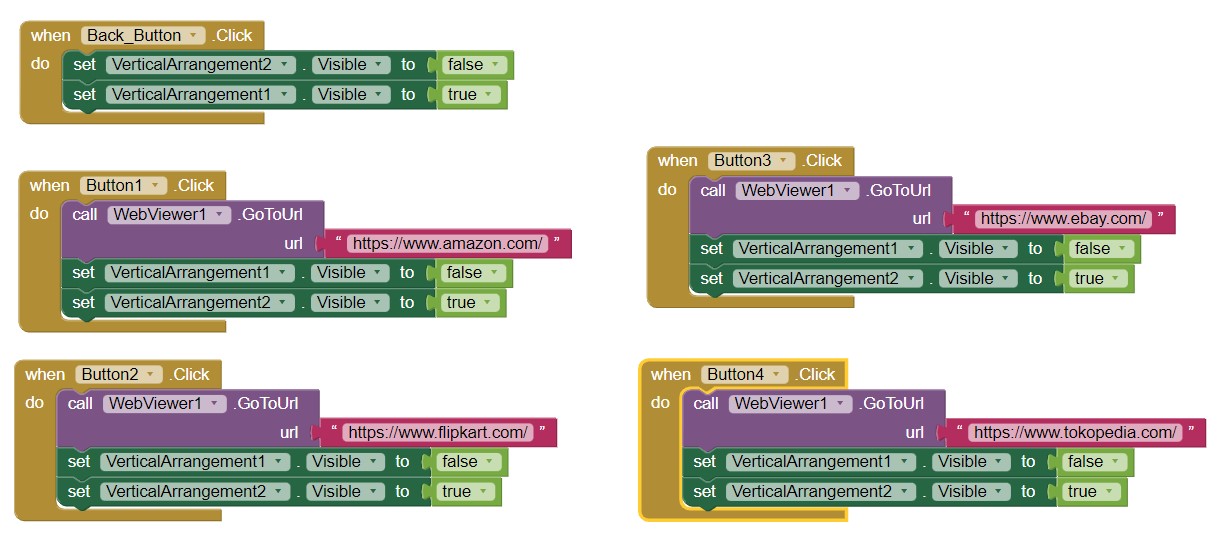 when Back_Button .Click
do set VerticalArrangement2 . Visible to false
set VerticalArrangement1 . Visible to true
when Button1 .Click
do call WebViewer1 .GoToUrl
url “ https://www.amazon.com/ ”
set VerticalArrangement1 . Visible to false
set VerticalArrangement2 . Visible to true
when Button2 .Click
do call WebViewer1 .GoToUrl
url “ https://www.flipkart.com/ ”
set VerticalArrangement1 . Visible to false
set VerticalArrangement2 . Visible to true
when Button3 .Click
do call WebViewer1 .GoToUrl
url “ https://www.ebay.com/ ”
set VerticalArrangement1 . Visible to false
set VerticalArrangement2 . Visible to true
when Button4 .Click
do call WebViewer1 .GoToUrl
url “ https://www.tokopedia.com/ ”
set VerticalArrangement1 . Visible to false
set VerticalArrangement2 . Visible to true